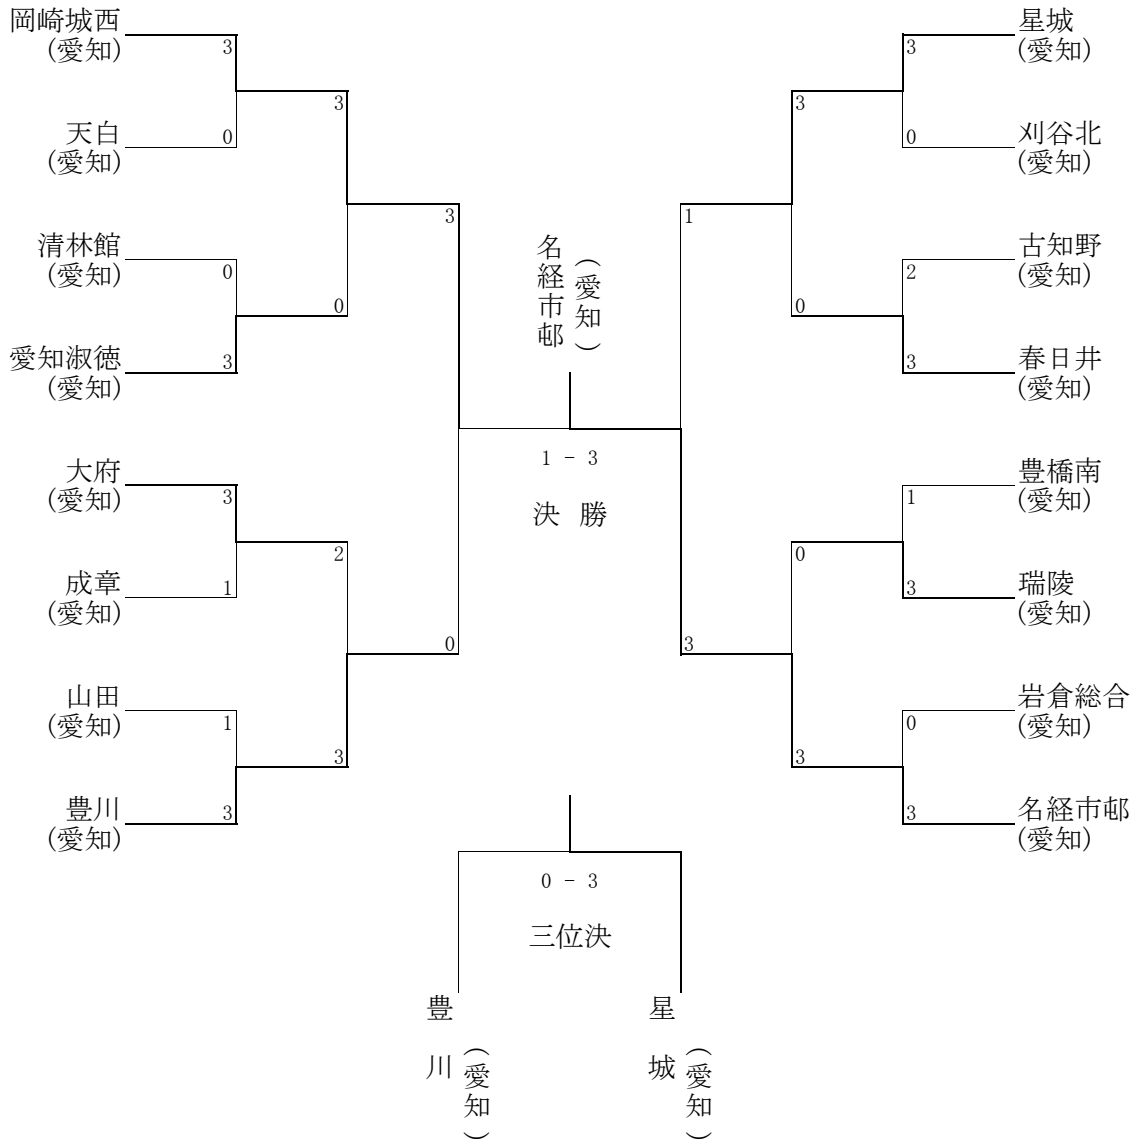 岡崎城西
(愛知)
3
3
天白
(愛知)
0
清林館
(愛知)
0
0
愛知淑徳
(愛知)
3
3
大府
(愛知)
3
2
成章
(愛知)
1
0
山田
(愛知)
1
3
豊川
(愛知)
3
名経市邨
(愛知)
1 - 3
決 勝
星城
(愛知)
3
3
刈谷北
(愛知)
0
1
古知野
(愛知)
2
0
春日井
(愛知)
3
豊橋南
(愛知)
1
0
瑞陵
(愛知)
3
3
岩倉総合
(愛知)
0
3
名経市邨
(愛知)
3
0 - 3
三位決
豊川
(愛知)
星城
(愛知)